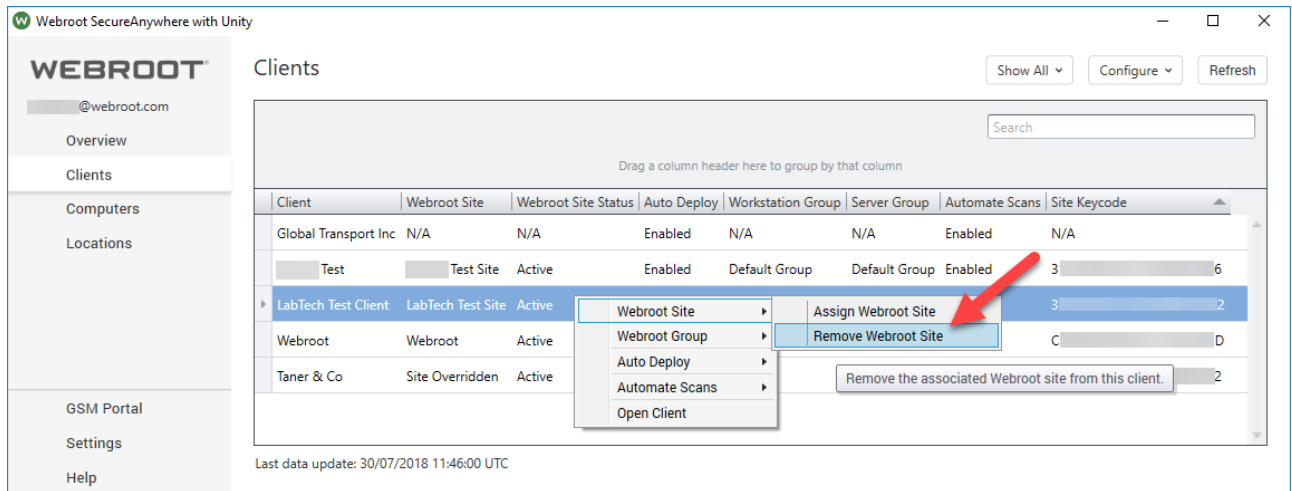 Webroot SecureAnywhere with Unity
WEBROOT
@webroot.com
Overview
Clients
Computers
Locations
GSM Portal
Settings
Help
Clients
Show All
Configure
Refresh
Search
Drag a column header here to group by that column
Client Webroot Site Webroot Site Status Auto Deploy Workstation Group Server Group Automate Scans Site Keycode
Global Transport Inc N/A N/A Enabled N/A N/A Enabled N/A
Test Test Site Active Enabled Default Group Default Group Enabled 3 6
LabTech Test Client LabTech Test Site Active 3 2
Webroot Webroot Active C D
Taner & Co Site Overridden Active 2
Webroot Site
Webroot Group
Auto Deploy
Automate Scans
Open Client
Assign Webroot Site
Remove Webroot Site
Remove the associated Webroot site from this client.
Last data update: 30/07/2018 11:46:00 UTC